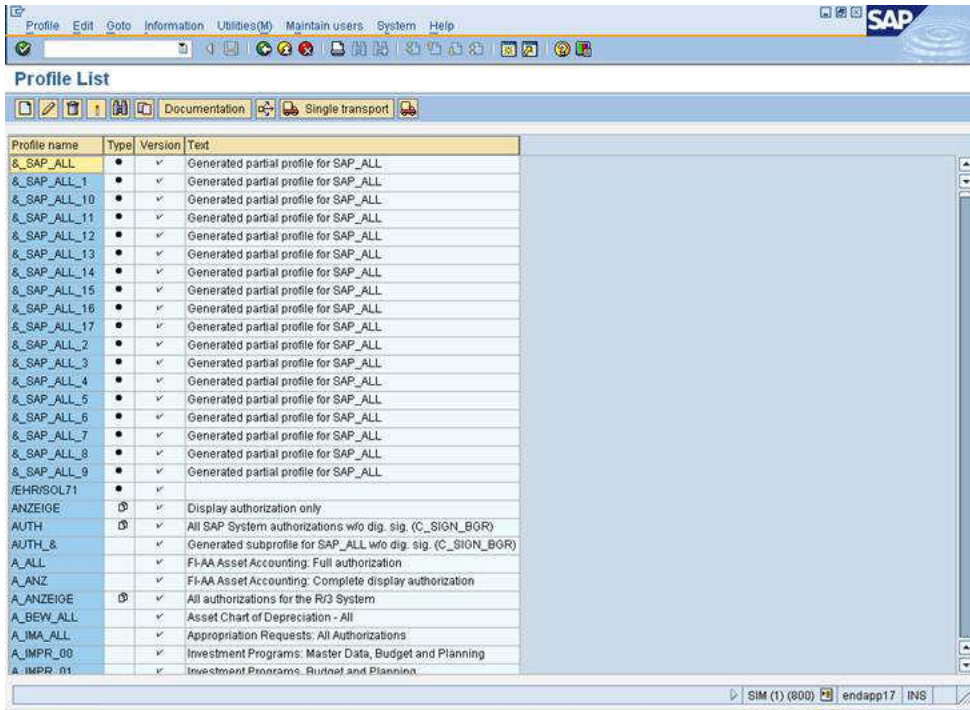 Profile Edit Goto Information Utilities(M) Maintain users System Help
SAP
Profile List
Documentation Single transport
Profile name Type Version Text
&_SAP_ALL Generated partial profile for SAP_ALL
&_SAP_ALL_1 Generated partial profile for SAP_ALL
&_SAP_ALL_10 Generated partial profile for SAP_ALL
&_SAP_ALL_11 Generated partial profile for SAP_ALL
&_SAP_ALL_12 Generated partial profile for SAP_ALL
&_SAP_ALL_13 Generated partial profile for SAP_ALL
&_SAP_ALL_14 Generated partial profile for SAP_ALL
&_SAP_ALL_15 Generated partial profile for SAP_ALL
&_SAP_ALL_16 Generated partial profile for SAP_ALL
&_SAP_ALL_17 Generated partial profile for SAP_ALL
&_SAP_ALL_2 Generated partial profile for SAP_ALL
&_SAP_ALL_3 Generated partial profile for SAP_ALL
&_SAP_ALL_4 Generated partial profile for SAP_ALL
&_SAP_ALL_5 Generated partial profile for SAP_ALL
&_SAP_ALL_6 Generated partial profile for SAP_ALL
&_SAP_ALL_7 Generated partial profile for SAP_ALL
&_SAP_ALL_8 Generated partial profile for SAP_ALL
&_SAP_ALL_9 Generated partial profile for SAP_ALL
/EHR/SOL71
ANZEIGE Display authorization only
AUTH All SAP System authorizations w/o dig. sig. (C_SIGN_BGR)
AUTH_& Generated subprofile for SAP_ALL w/o dig. sig. (C_SIGN_BGR)
A_ALL FI-AA Asset Accounting: Full authorization
A_ANZ FI-AA Asset Accounting: Complete display authorization
A_ANZEIGE All authorizations for the R/3 System
A_BEW_ALL Asset Chart of Depreciation - All
A_IMA_ALL Appropriation Requests: All Authorizations
A_IMPR_00 Investment Programs: Master Data, Budget and Planning
A_IMPR_01 Investment Programs, Budget and Planning
SIM (1) (800) endapp17 INS